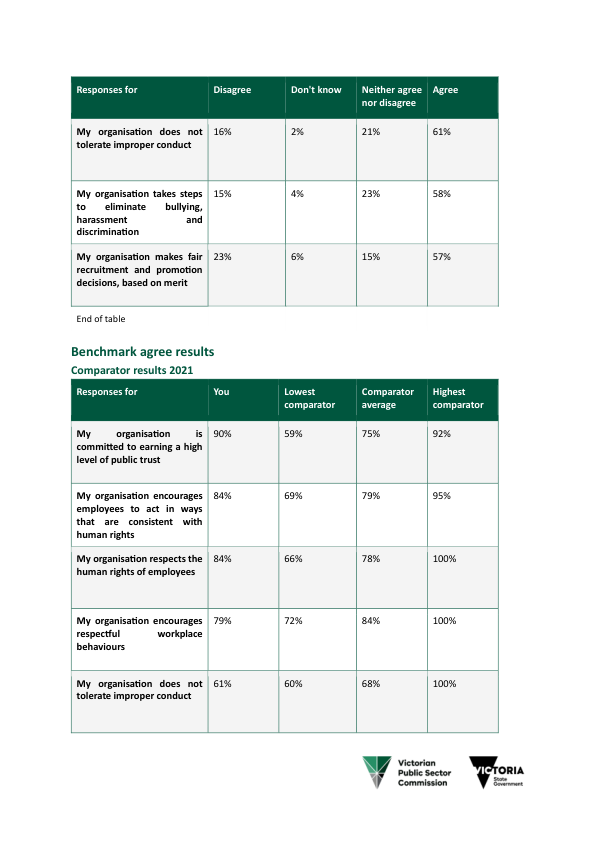 Responses for Disagree Don't know Neither agree Agree
nor disagree
My organisation does not 16% 2% 21% 61%
tolerate improper conduct
My organisation takes steps 15% 4% 23% 58%
to eliminate bullying,
harassment and
discrimination
My organisation makes fair 23% 6% 15% 57%
recruitment and promotion
decisions, based on merit
End of table
Benchmark agree results
Comparator results 2021
Responses for You Lowest Comparator Highest
comparator average comparator
My organisation is 90% 59% 75% 92%
committed to earning a high
level of public trust
My organisation encourages 84% 69% 79% 95%
employees to act in ways
that are consistent with
human rights
My organisation respects the 84% 66% 78% 100%
human rights of employees
My organisation encourages 79% 72% 84% 100%
respectful workplace
behaviours
My organisation does not 61% 60% 68% 100%
tolerate improper conduct
Victorian
Public Sector
Commission
VICTORIA
State
Government